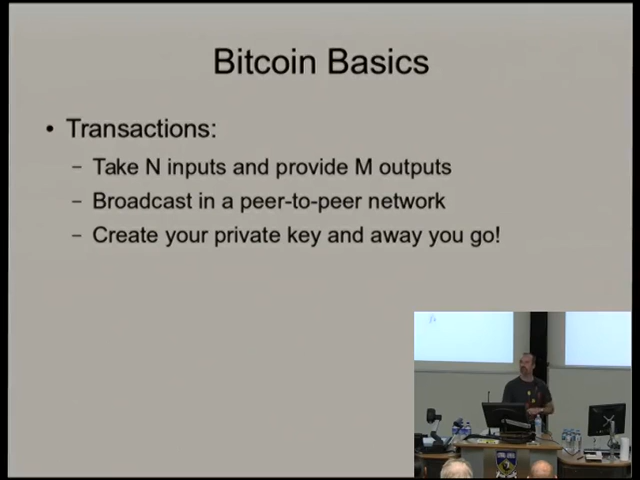 Bitcoin Basics
• Transactions:
– Take N inputs and provide M outputs
– Broadcast in a peer-to-peer network
– Create your private key and away you go!